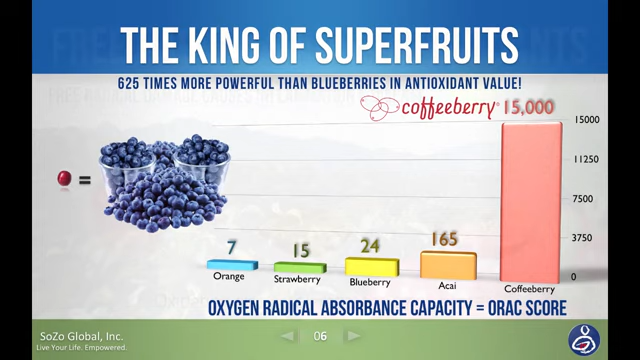 THE KING OF SUPERFRUITS
625 TIMES MORE POWERFUL THAN BLUEBERRIES IN ANTIOXIDANT VALUE!
coffeeberry® 15,000
15000
11250
7500
3750
0
=
7
15
24
165
Orange
Strawberry
Blueberry
Acai
Coffeeberry
OXYGEN RADICAL ABSORBANCE CAPACITY = ORAC SCORE
SoZo Global, Inc.
Live Your Life. Empowered.
06